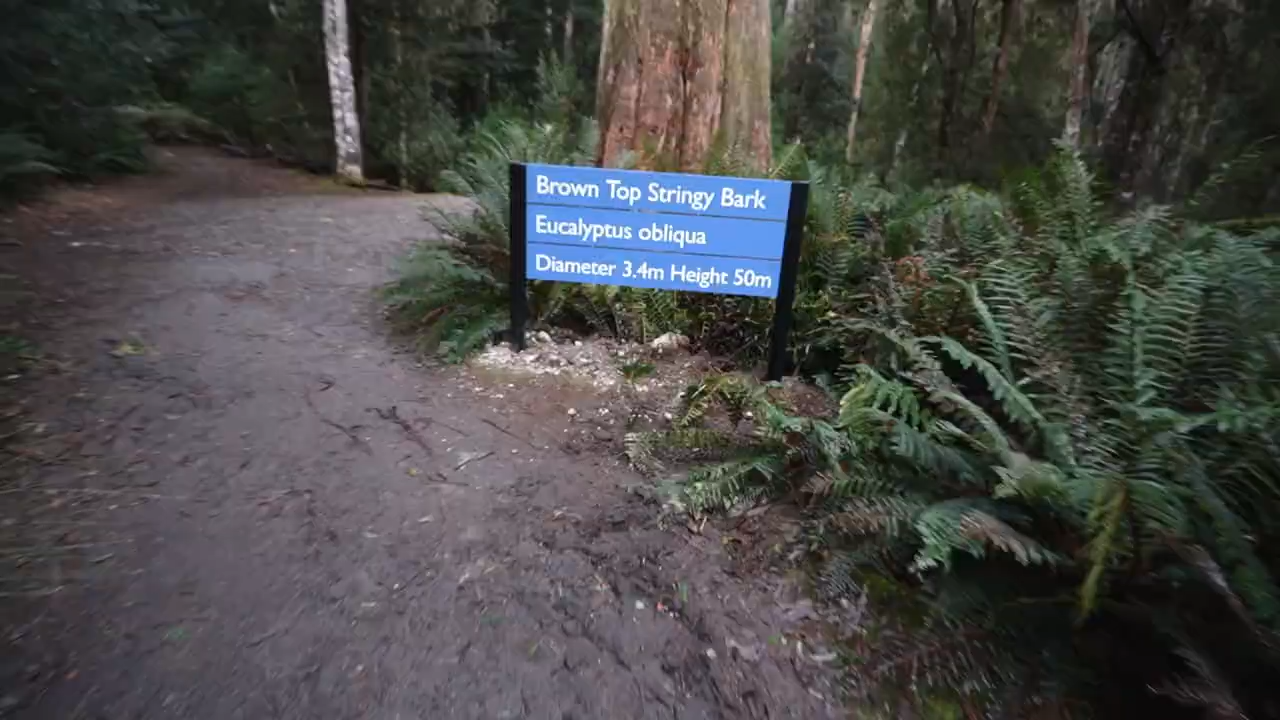 Brown Top Stringy Bark
Eucalyptus obliqua
Diameter 3.4m Height 50m